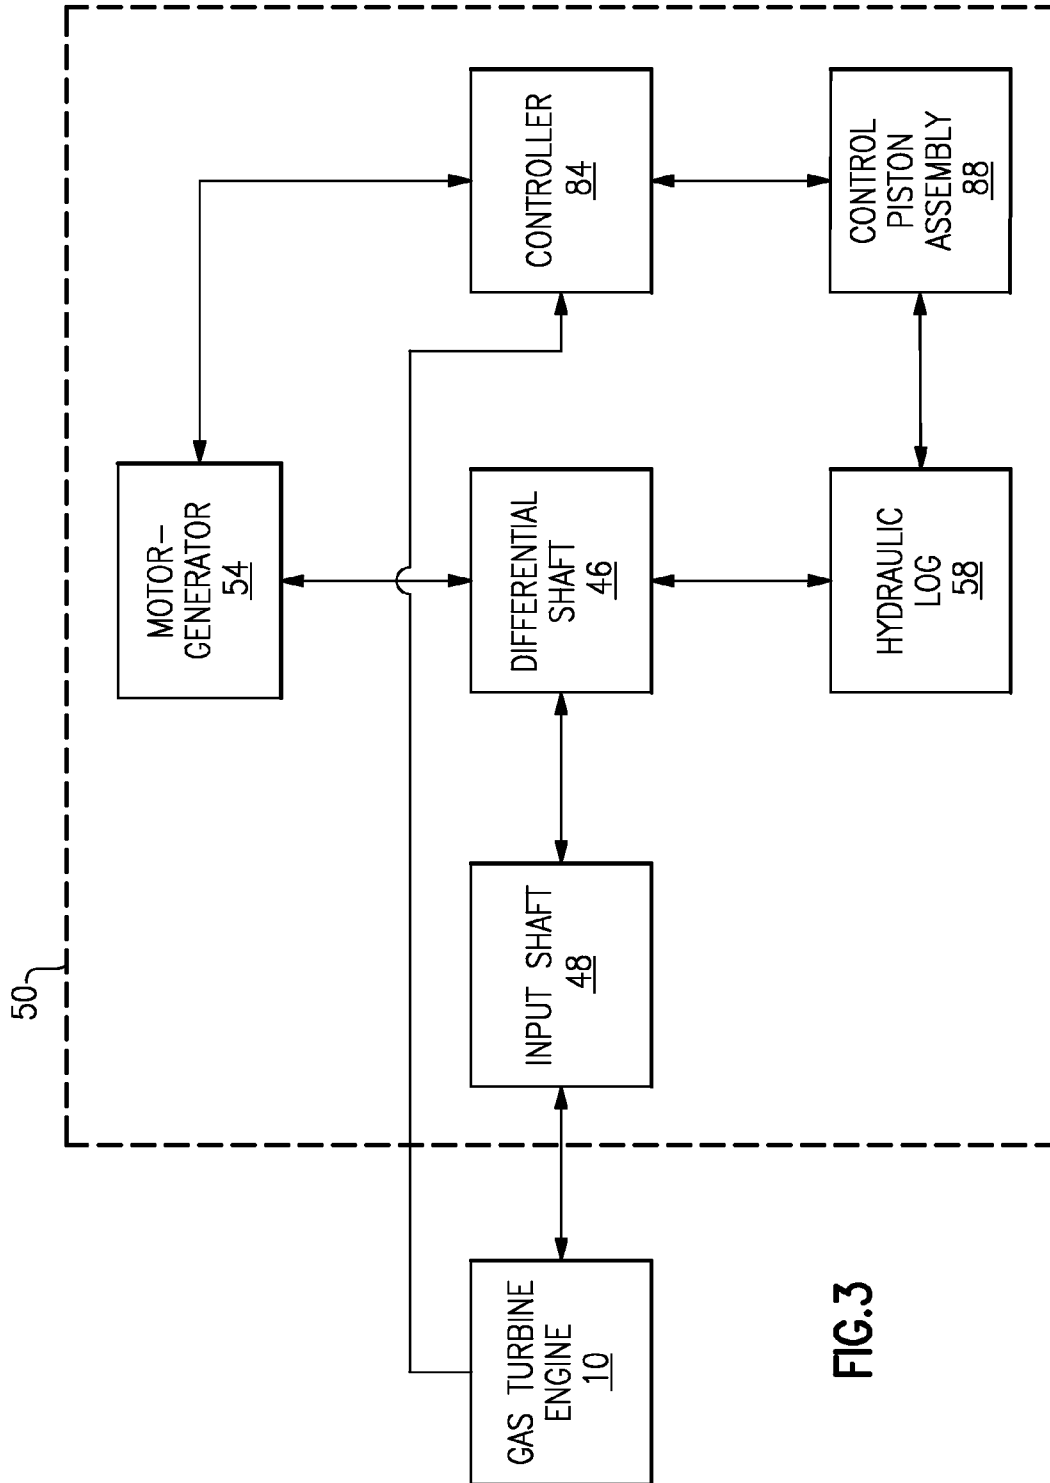 50
MOTOR-
GENERATOR
54
GAS TURBINE
ENGINE
10
INPUT SHAFT
48
DIFFERENTIAL
SHAFT
46
CONTROLLER
84
HYDRAULIC
LOG
58
CONTROL
PISTON
ASSEMBLY
88
FIG.3